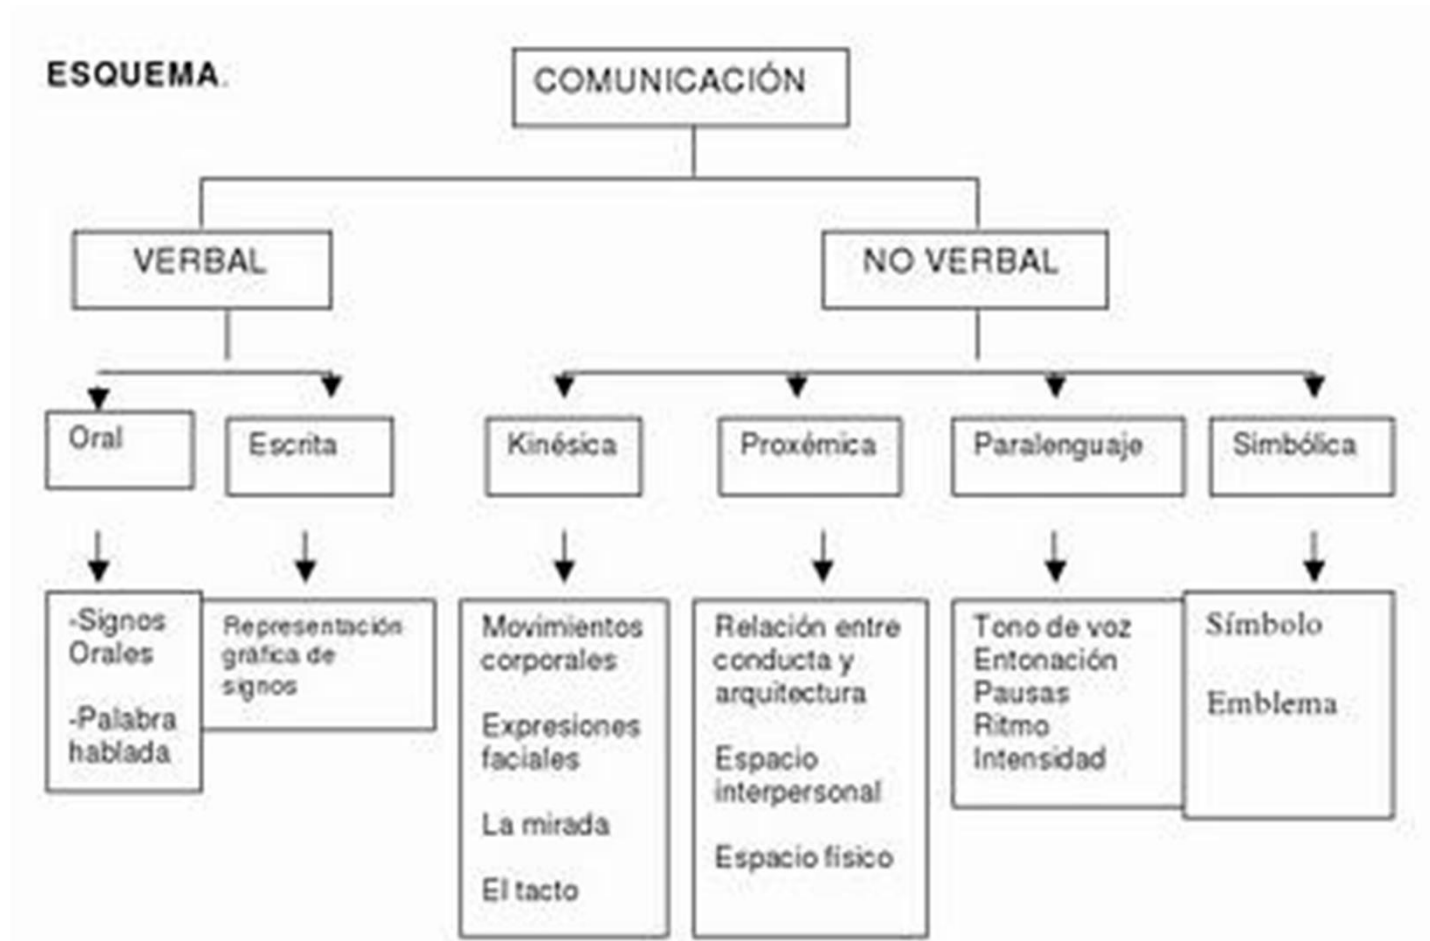 ESQUEMA.
COMUNICACIÓN
VERBAL
NO VERBAL
Oral
Escrita
Kinésica
Proxémica
Paralenguaje
Simbólica
-Signos
Orales
-Palabra
hablada
Representación
gráfica de
signos
Movimientos
corporales
Expresiones
faciales
La mirada
El tacto
Relación entre
conducta y
arquitectura
Espacio
interpersonal
Espacio físico
Tono de voz
Entonación
Pausas
Ritmo
Intensidad
Símbolo
Emblema